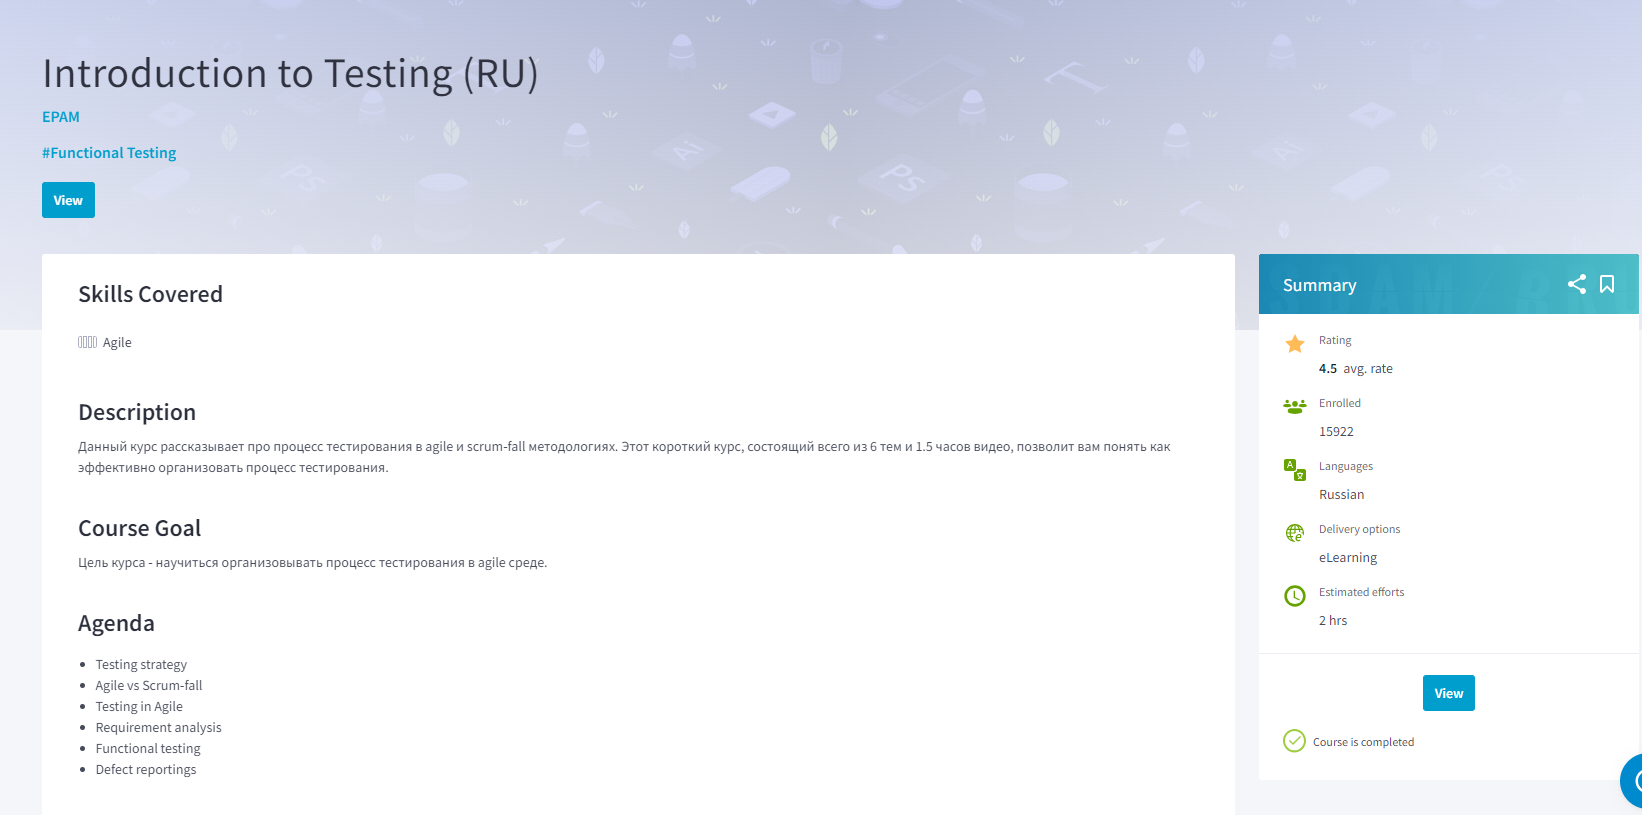 Introduction to Testing (RU)
EPAM
#Functional Testing
View
Skills Covered
Agile
Description
Данный курс рассказывает про процесс тестирования в agile и scrum-fall методологиях. Этот короткий курс, состоящий всего из 6 тем и 1.5 часов видео, позволит вам понять как
эффективно организовать процесс тестирования.
Course Goal
Цель курса - научиться организовывать процесс тестирования в agile среде.
Agenda
Testing strategy
Agile vs Scrum-fall
Testing in Agile
Requirement analysis
Functional testing
Defect reportings
Summary
Rating
4.5 avg. rate
Enrolled
15922
Languages
Russian
Delivery options
eLearning
Estimated efforts
2 hrs
View
Course is completed